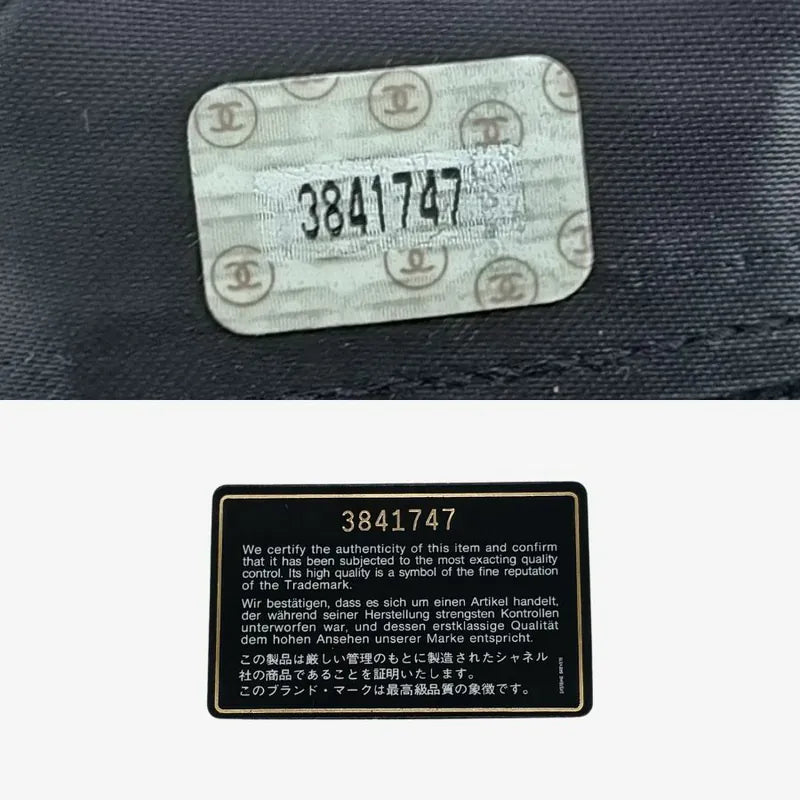 3841747
3841747
We certify the authenticity of this item and confirm
that it has been subjected to the most exacting quality
control. Its high quality is a symbol of the fine reputation
of the Trademark.
Wir bestätigen, dass es sich um einen Artikel handelt,
der während seiner Herstellung strengsten Kontrollen
unterworfen war, und dessen erstklassige Qualität
dem hohen Ansehen unserer Marke entspricht.
この製品は厳しい管理のもとに製造されたシャネル
社の商品であることを証明いたします。
このブランド・マークは最高級品質の象徴です。